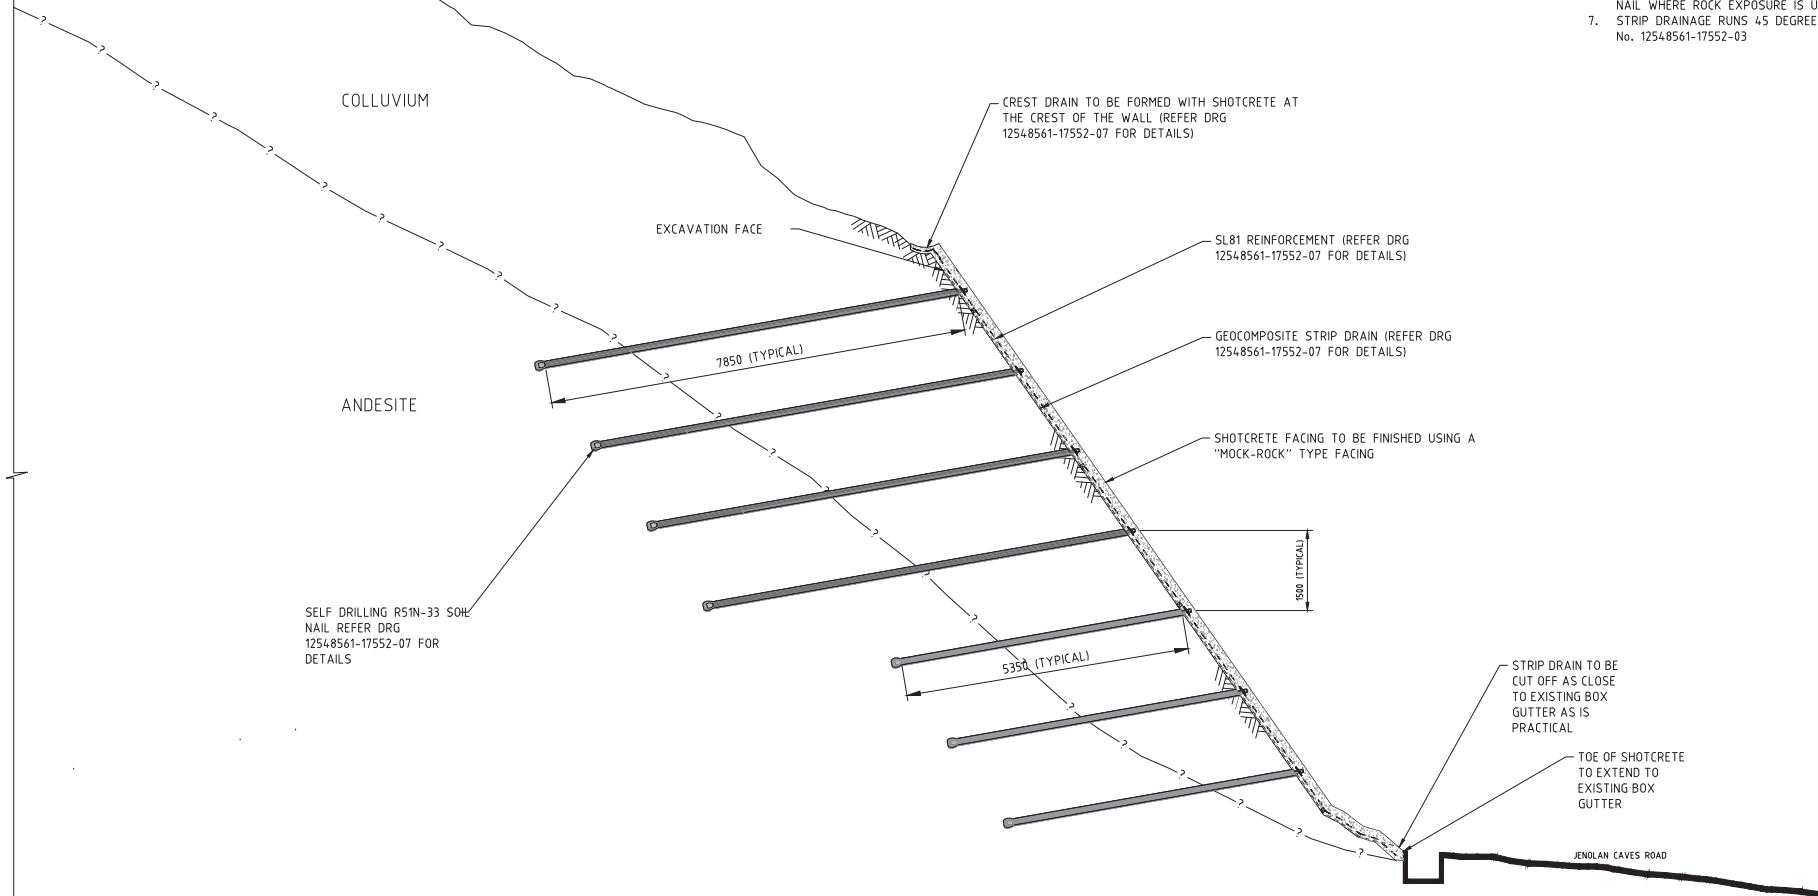 NAIL WHERE ROCK EXPOSURE IS U
7. STRIP DRAINAGE RUNS 45 DEGREE
No. 12548561-17552-03
COLLUVIUM
CREST DRAIN TO BE FORMED WITH SHOTCRETE AT
THE CREST OF THE WALL (REFER DRG
12548561-17552-07 FOR DETAILS)
EXCAVATION FACE
SL81 REINFORCEMENT (REFER DRG
12548561-17552-07 FOR DETAILS)
GEOCOMPOSITE STRIP DRAIN (REFER DRG
12548561-17552-07 FOR DETAILS)
7850 (TYPICAL)
ANDESITE
SHOTCRETE FACING TO BE FINISHED USING A
"MOCK-ROCK" TYPE FACING
1500 (TYPICAL)
SELF DRILLING R51N-33 SOIL
NAIL REFER DRG
12548561-17552-07 FOR
DETAILS
5350 (TYPICAL)
STRIP DRAIN TO BE
CUT OFF AS CLOSE
TO EXISTING BOX
GUTTER AS IS
PRACTICAL
TOE OF SHOTCRETE
TO EXTEND TO
EXISTING BOX
GUTTER
JENOLAN CAVES ROAD